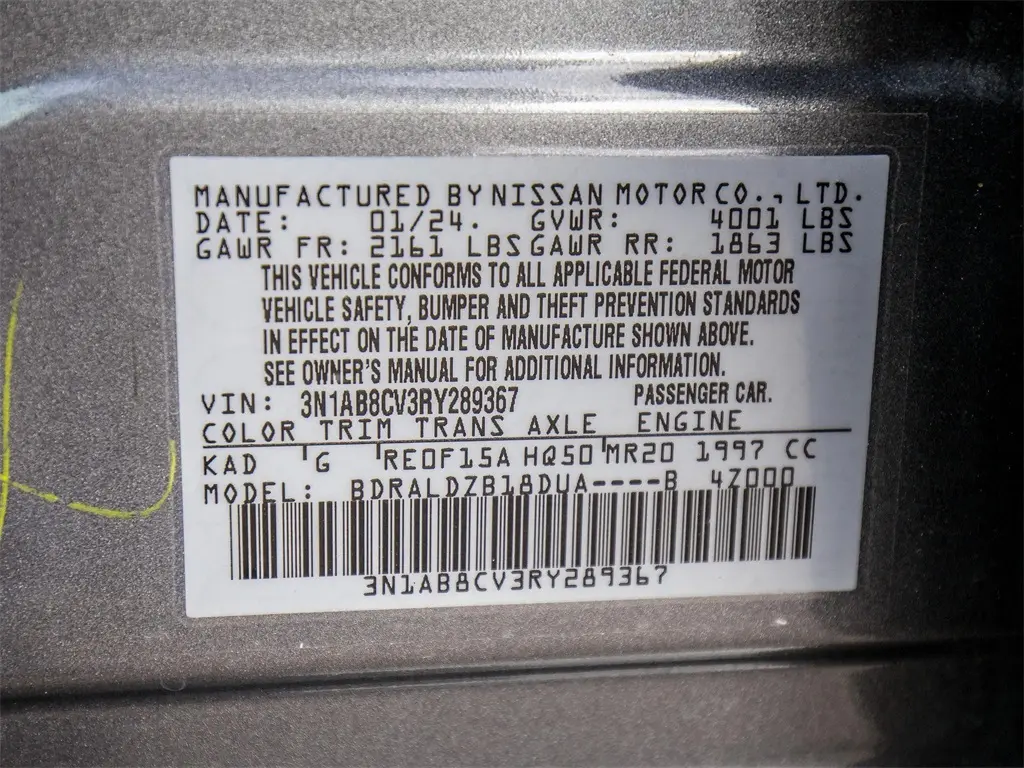 MANUFACTURED BY NISSAN MOTOR CO., LTD.
DATE: 01/24. GVWR: 4001 LBS
GAWR FR: 2161 LBS GAWR RR: 1863 LBS
THIS VEHICLE CONFORMS TO ALL APPLICABLE FEDERAL MOTOR
VEHICLE SAFETY, BUMPER AND THEFT PREVENTION STANDARDS
IN EFFECT ON THE DATE OF MANUFACTURE SHOWN ABOVE.
SEE OWNER'S MANUAL FOR ADDITIONAL INFORMATION.
VIN: 3N1AB8CV3RY289367 PASSENGER CAR.
COLOR TRIM TRANS AXLE ENGINE
KAD G RE0F15A HQ50 MR20 1997 CC
MODEL: BDRALDZB18DUA----B 4Z000
3N1AB8CV3RY289367